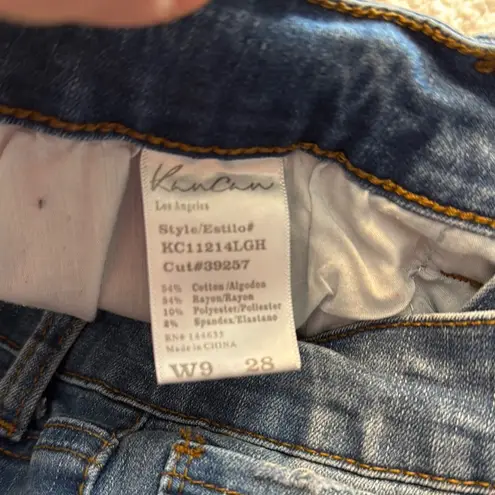 KanCan
Los Angeles
Style/Estilo#
KC11214LGH
Cut#39257
54% Cotton/Algodon
34% Rayon/Rayon
10% Polyester/Poliester
2% Spandex/Elastano
RN# 144635
Made in CHINA
W9 28